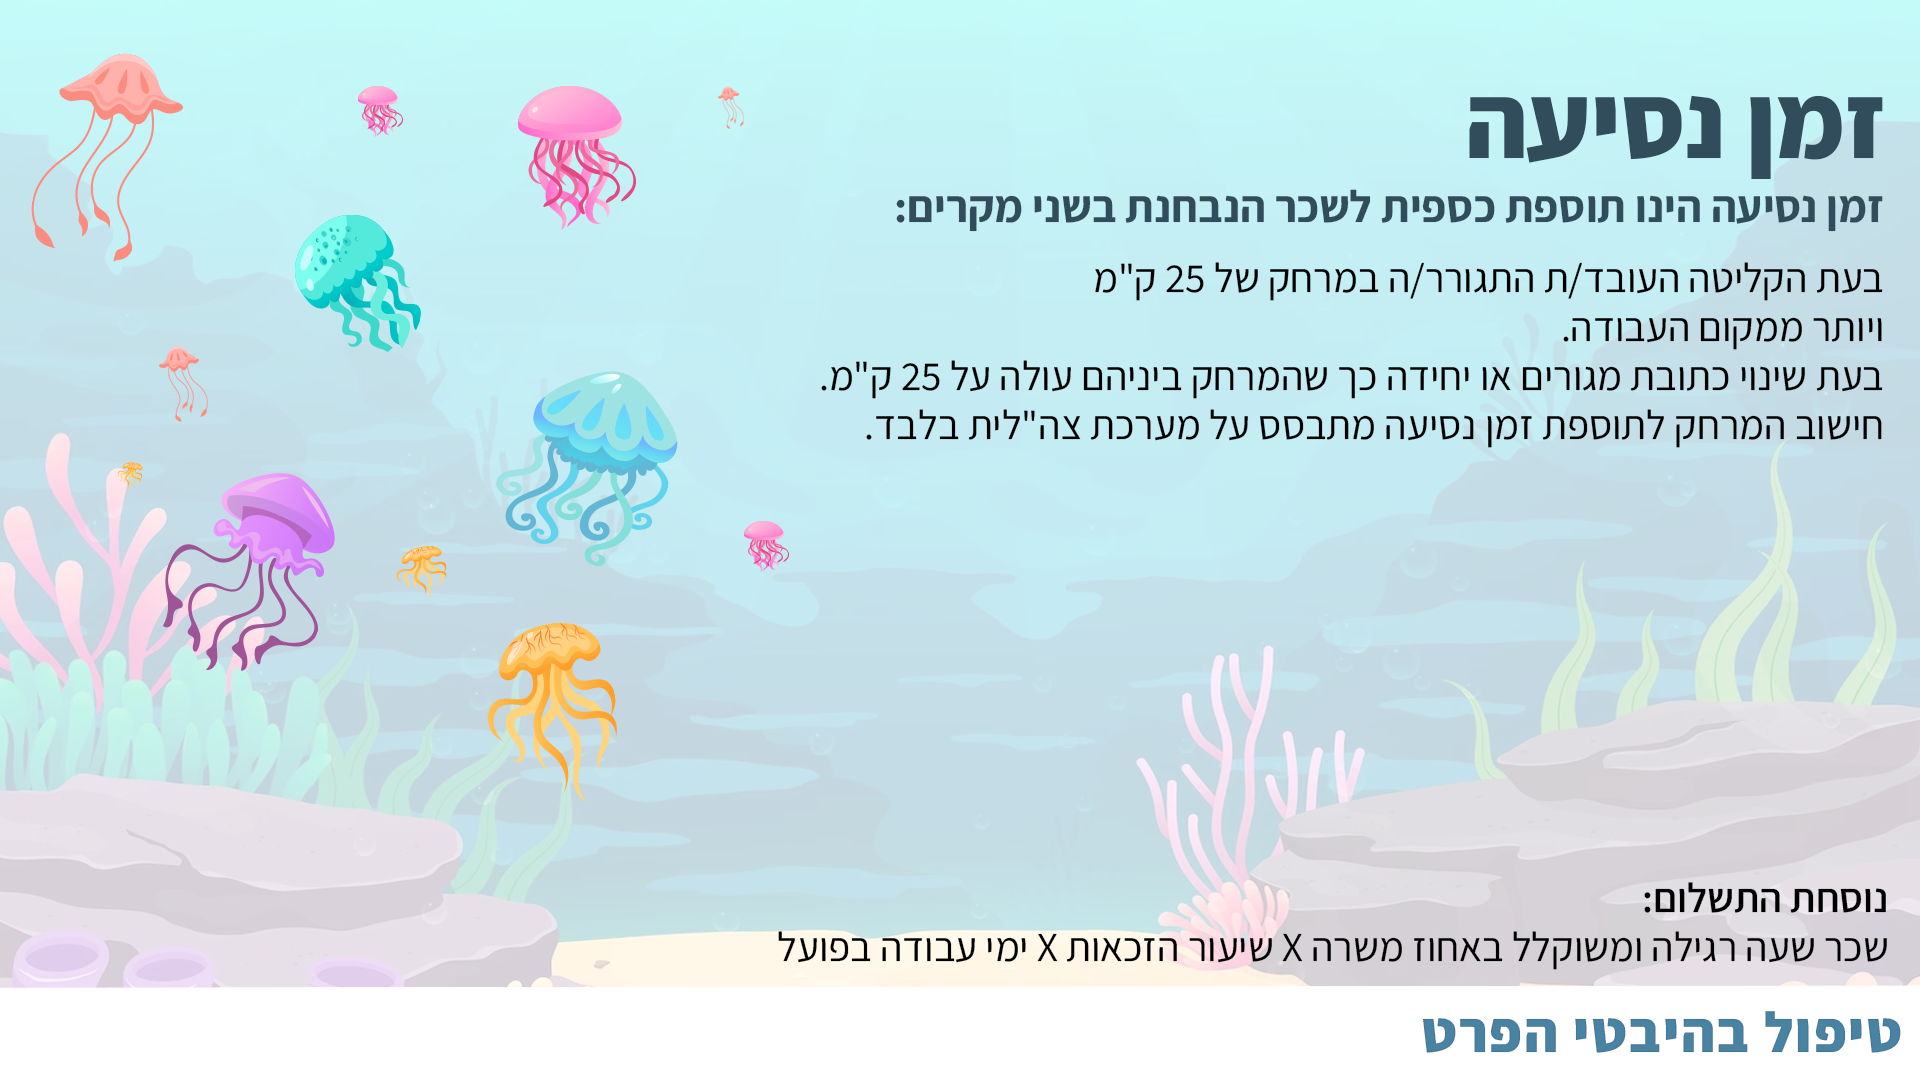 זמן נסיעה
זמן נסיעה הינו תוספת כספית לשכר הנבחנת בשני מקרים:
בעת הקליטה העובד/ת התגורר/ה במרחק של 25 ק"מ
ויותר ממקום העבודה.
בעת שינוי כתובת מגורים או יחידה כך שהמרחק ביניהם עולה על 25 ק"מ.
חישוב המרחק לתוספת זמן נסיעה מתבסס על מערכת צה"לית בלבד.
נוסחת התשלום:
שכר שעה רגילה ומשוקלל באחוז משרה X שיעור הזכאות X ימי עבודה בפועל
טיפול בהיבטי הפרט